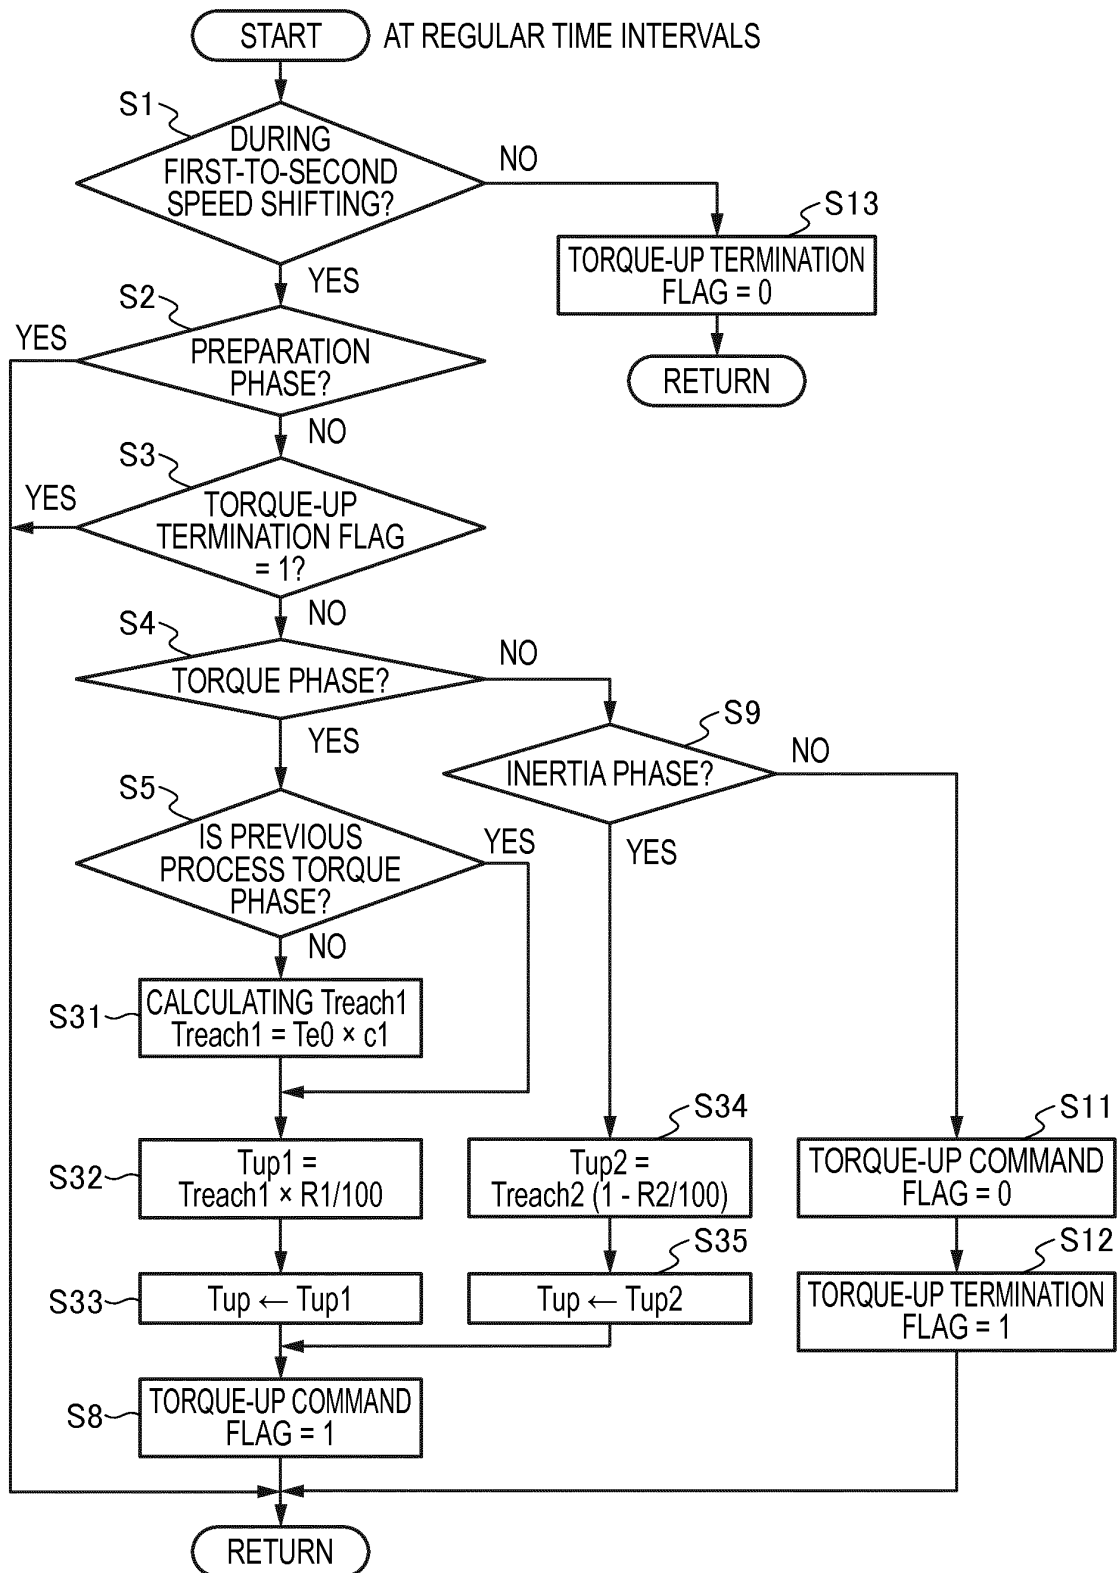 START
AT REGULAR TIME INTERVALS
S1
DURING
FIRST-TO-SECOND
SPEED SHIFTING?
NO
YES
S13
TORQUE-UP TERMINATION
FLAG = 0
RETURN
S2
YES
PREPARATION
PHASE?
NO
S3
YES
TORQUE-UP
TERMINATION FLAG
= 1?
NO
S4
TORQUE PHASE?
NO
YES
S9
INERTIA PHASE?
NO
YES
S5
IS PREVIOUS
PROCESS TORQUE
PHASE?
YES
NO
S31
CALCULATING Treach1
Treach1 = Te0 × c1
S32
Tup1 =
Treach1 × R1/100
S34
Tup2 =
Treach2 (1 - R2/100)
S11
TORQUE-UP COMMAND
FLAG = 0
S33
Tup ← Tup1
S35
Tup ← Tup2
S12
TORQUE-UP TERMINATION
FLAG = 1
S8
TORQUE-UP COMMAND
FLAG = 1
RETURN